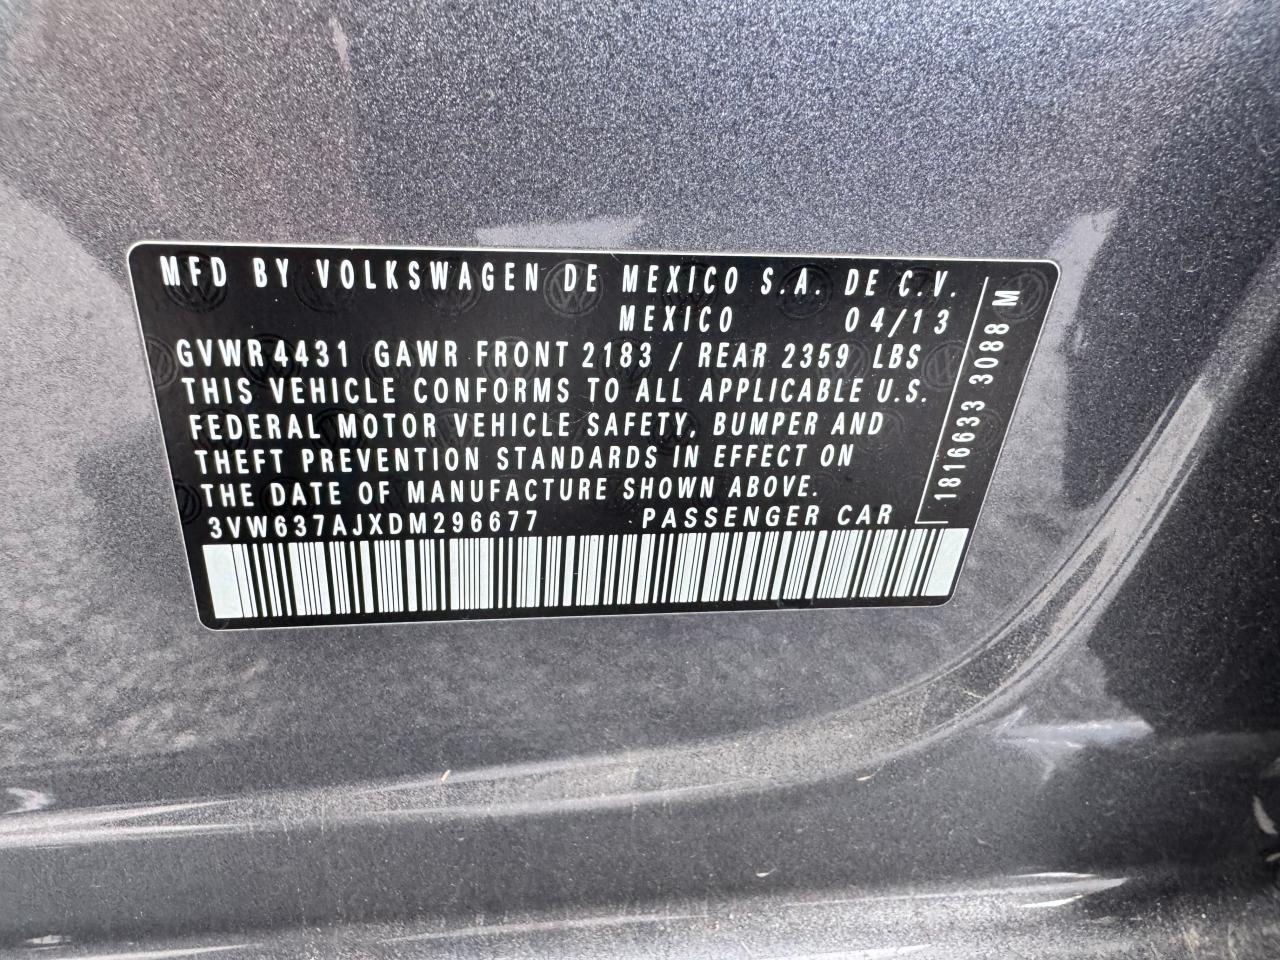 MFD BY VOLKSWAGEN DE MEXICO S.A. DE C.V.
MEXICO 04/13
GVWR 4431 GAWR FRONT 2183 / REAR 2359 LBS
THIS VEHICLE CONFORMS TO ALL APPLICABLE U.S.
FEDERAL MOTOR VEHICLE SAFETY, BUMPER AND
THEFT PREVENTION STANDARDS IN EFFECT ON
THE DATE OF MANUFACTURE SHOWN ABOVE.
3VW637AJXDM296677 PASSENGER CAR
1816633 3088 M